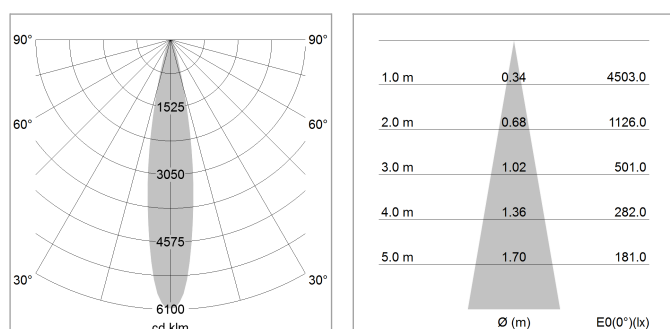 90° 90°
1525
60° 60°
3050
4575
30° 30°
6100
cd klm
1.0 m 0.34 4503.0
2.0 m 0.68 1126.0
3.0 m 1.02 501.0
4.0 m 1.36 282.0
5.0 m 1.70 181.0
Ø (m) E0(0°)(lx)